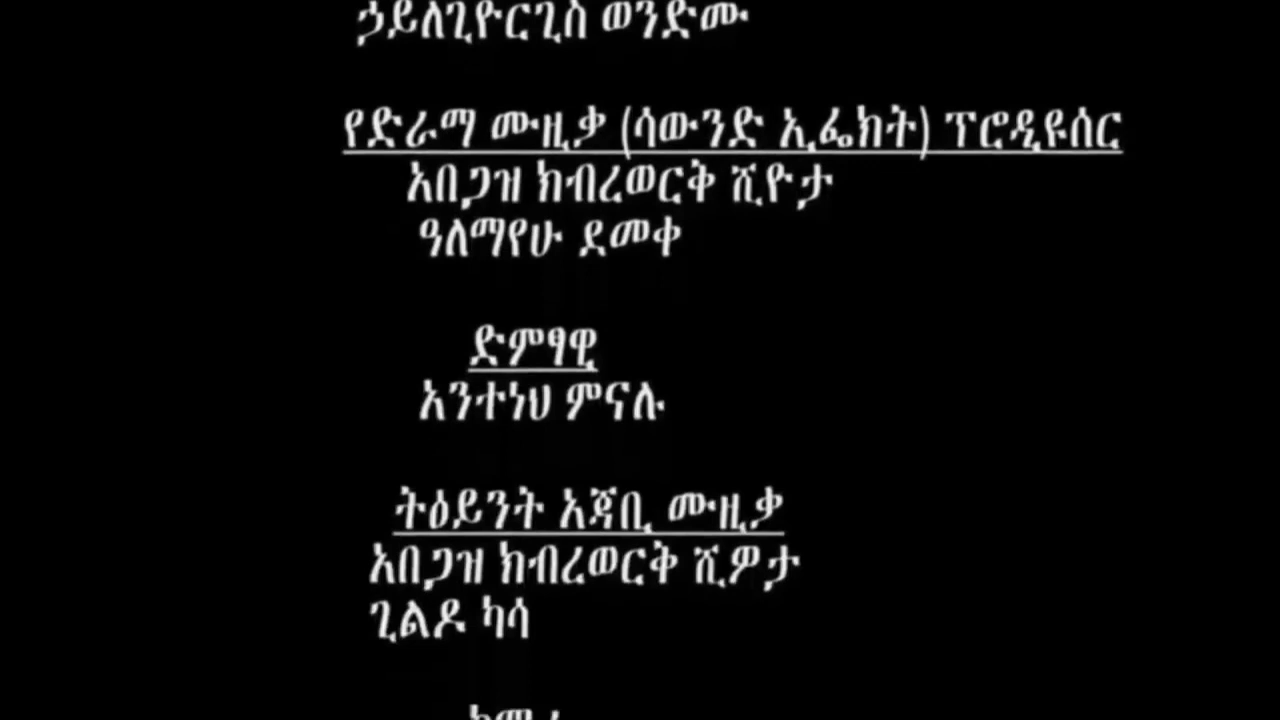 ኃይለጊዮርጊስ ወንድሙ
የድራማ ሙዚቃ (ሳውንድ ኢፌክት) ፕሮዲዩሰር
አበጋዝ ክብረወርቅ ሺዮታ
ዓለማየሁ ደመቀ
ድምፃዊ
አንተነህ ምናሉ
ትዕይንት አጃቢ ሙዚቃ
አበጋዝ ክብረወርቅ ሺዎታ
ጊልዶ ካሳ